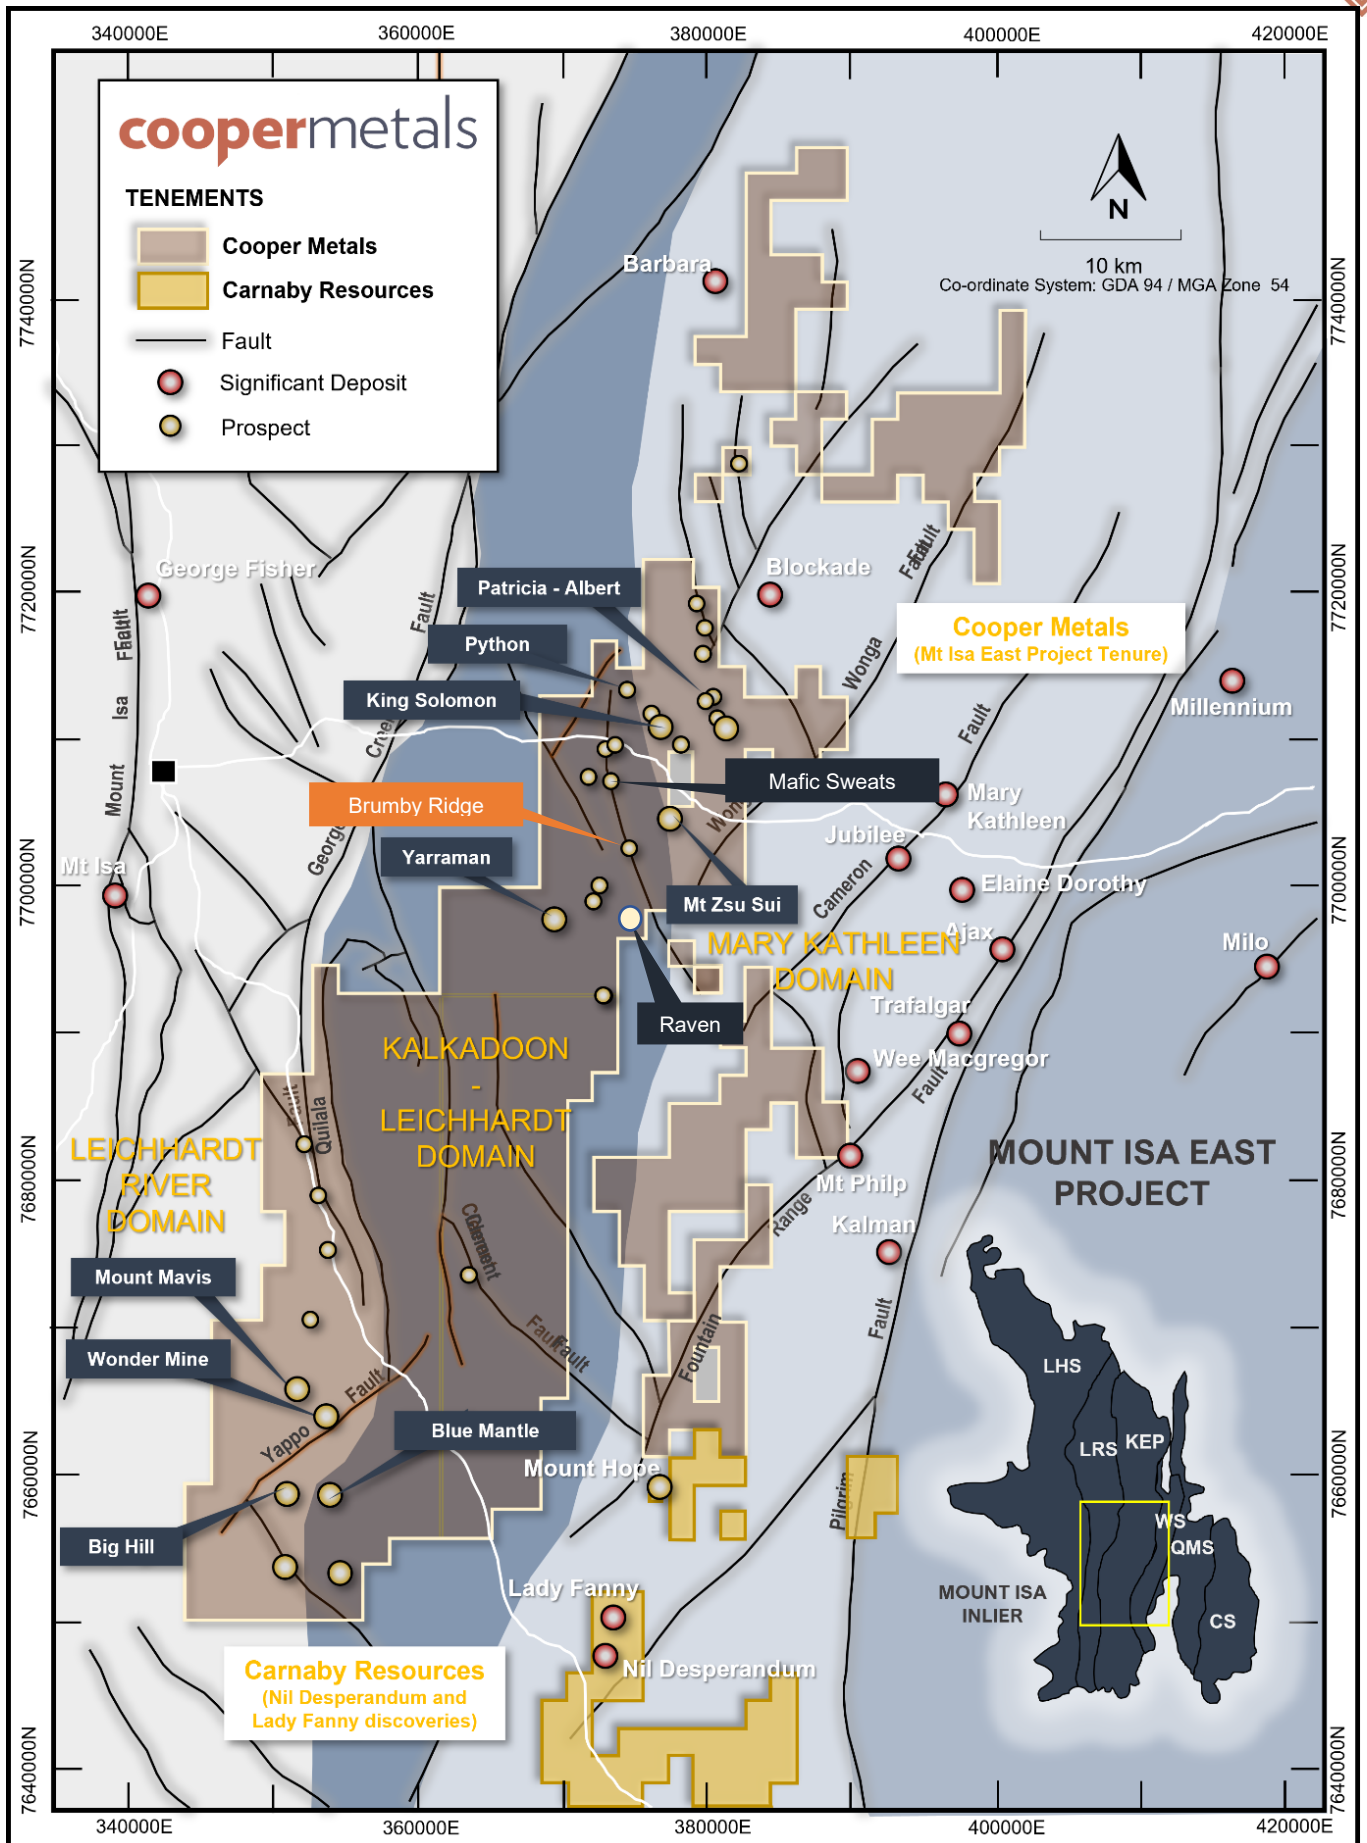 340000E 360000E 380000E 400000E 420000E
coopermetals
TENEMENTS
Cooper Metals
Carnaby Resources
Fault
Significant Deposit
Prospect
N
10 km
Co-ordinate System: GDA 94 / MGA Zone 54
7740000N
7740000N
Barbara
George Fisher
Blockade
7720000N
7720000N
Patricia - Albert
Python
King Solomon
Cooper Metals
(Mt Isa East Project Tenure)
Millennium
Fault
Isa
Mount
Fault
Creek
George
Fault
Wonga
Fault
Mafic Sweats
Brumby Ridge
Yarraman
Mt Zsu Sui
Mary
Kathleen
Jubilee
Elaine Dorothy
Cameron
Mt Isa
7700000N
7700000N
Ajax
Milo
MARY KATHLEEN
DOMAIN
Raven
Trafalgar
Wee Macgregor
Fault
KALKADOON
-
LEICHHARDT
DOMAIN
Fault
Quilala
LEICHHARDT
RIVER
DOMAIN
7680000N
7680000N
Mt Philp
Range
Kalman
MOUNT ISA EAST
PROJECT
Mount Mavis
Wonder Mine
Fault
Fault
Fountain
Fault
Fault
Yappo
Blue Mantle
Mount Hope
7660000N
7660000N
Pilgrim
Big Hill
LHS
LRS
KEP
WS
QMS
CS
MOUNT ISA
INLIER
Lady Fanny
Nil Desperandum
Carnaby Resources
(Nil Desperandum and
Lady Fanny discoveries)
7640000N
7640000N
340000E 360000E 380000E 400000E 420000E